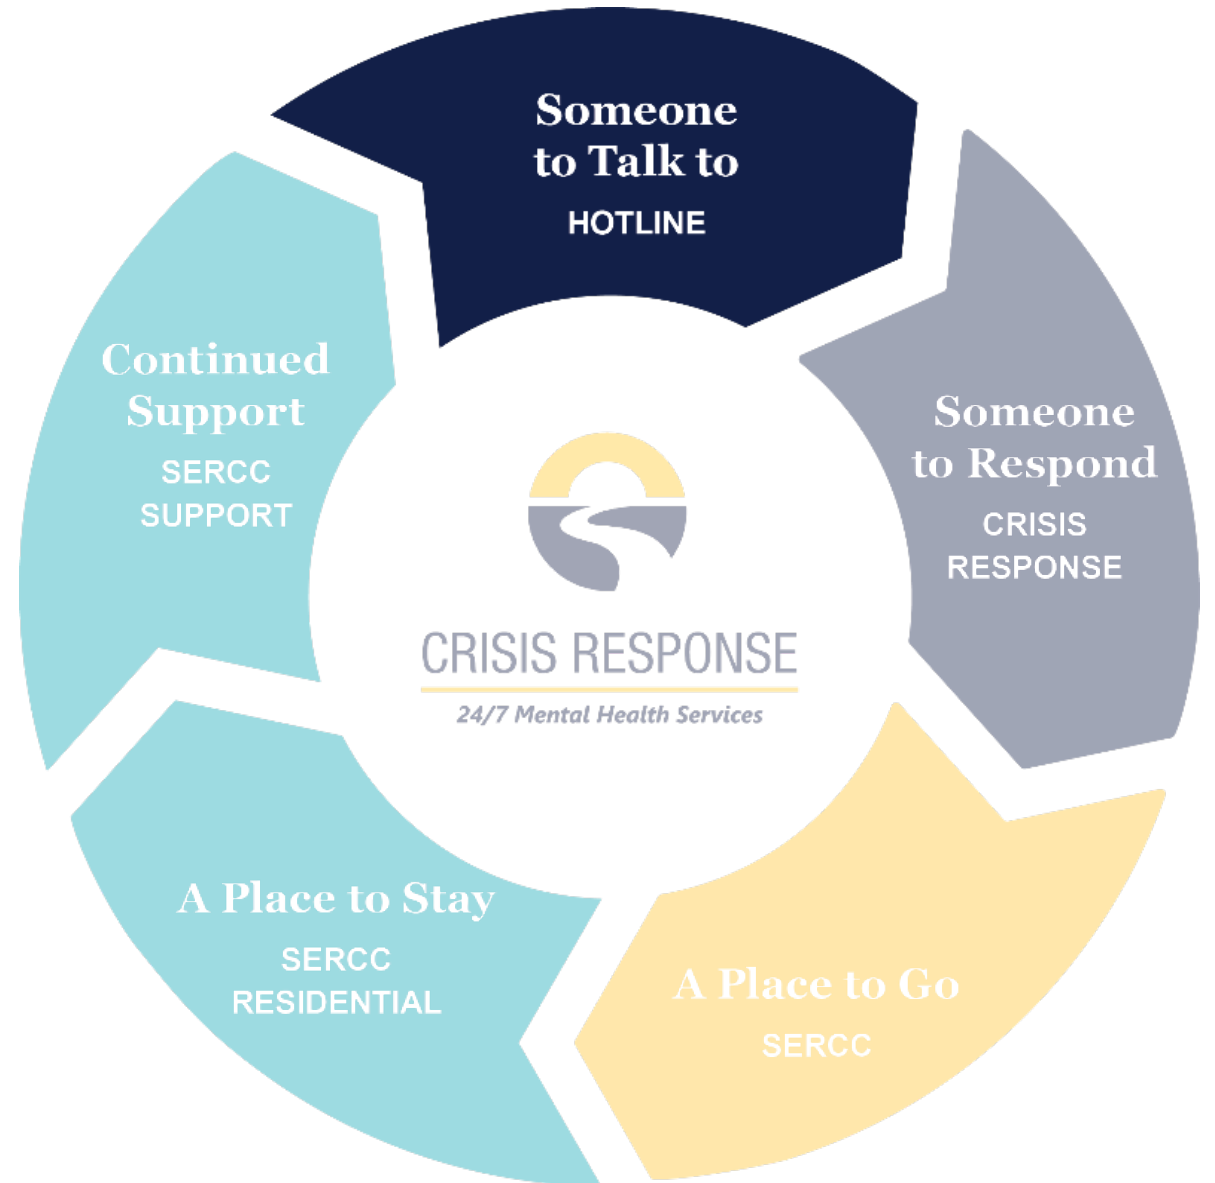 Someone
to Talk to
HOTLINE
Someone
to Respond
CRISIS
RESPONSE
A Place to Go
SERCC
A Place to Stay
SERCC
RESIDENTIAL
Continued
Support
SERCC
SUPPORT
CRISIS RESPONSE
24/7 Mental Health Services